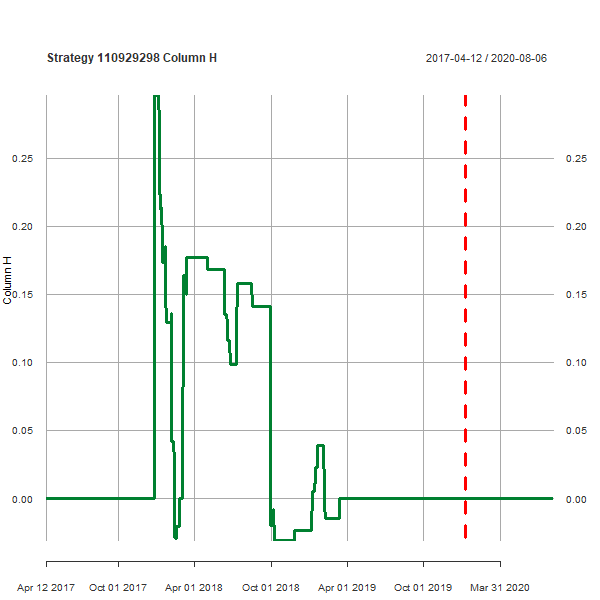 Strategy 110929298 Column H
2017-04-12 / 2020-08-06
Column H
0.25
0.20
0.15
0.10
0.05
0.00
0.25
0.20
0.15
0.10
0.05
0.00
Apr 12 2017
Oct 01 2017
Apr 01 2018
Oct 01 2018
Apr 01 2019
Oct 01 2019
Mar 31 2020